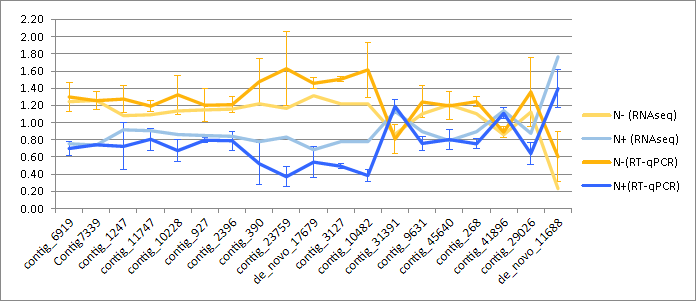 2.20
2.00
1.80
1.60
1.40
1.20
1.00
0.80
0.60
0.40
0.20
0.00
contig_6919
Contig7339
contig_1247
contig_11747
contig_10228
contig_927
contig_2396
contig_390
contig_23759
de_novo_17679
contig_3127
contig_10482
contig_31391
contig_9631
contig_45640
contig_268
contig_41896
contig_29026
de_novo_11688
N- (RNAseq)
N+ (RNAseq)
N-(RT-qPCR)
N+(RT-qPCR)